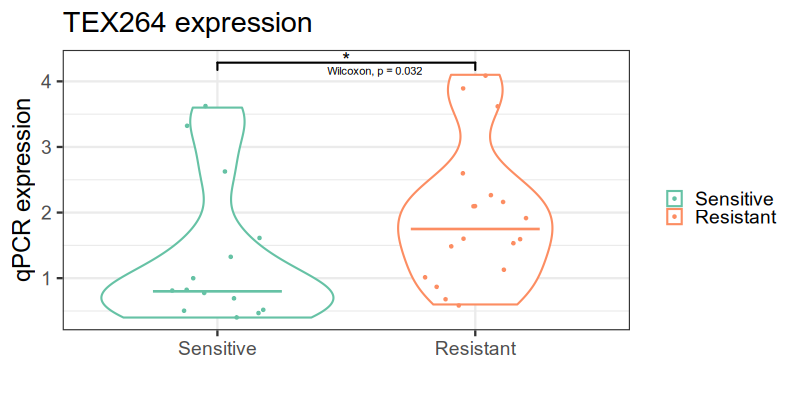 TEX264 expression
*
Wilcoxon, p = 0.032
qPCR expression
4
3
2
1
Sensitive
Resistant
Sensitive
Resistant